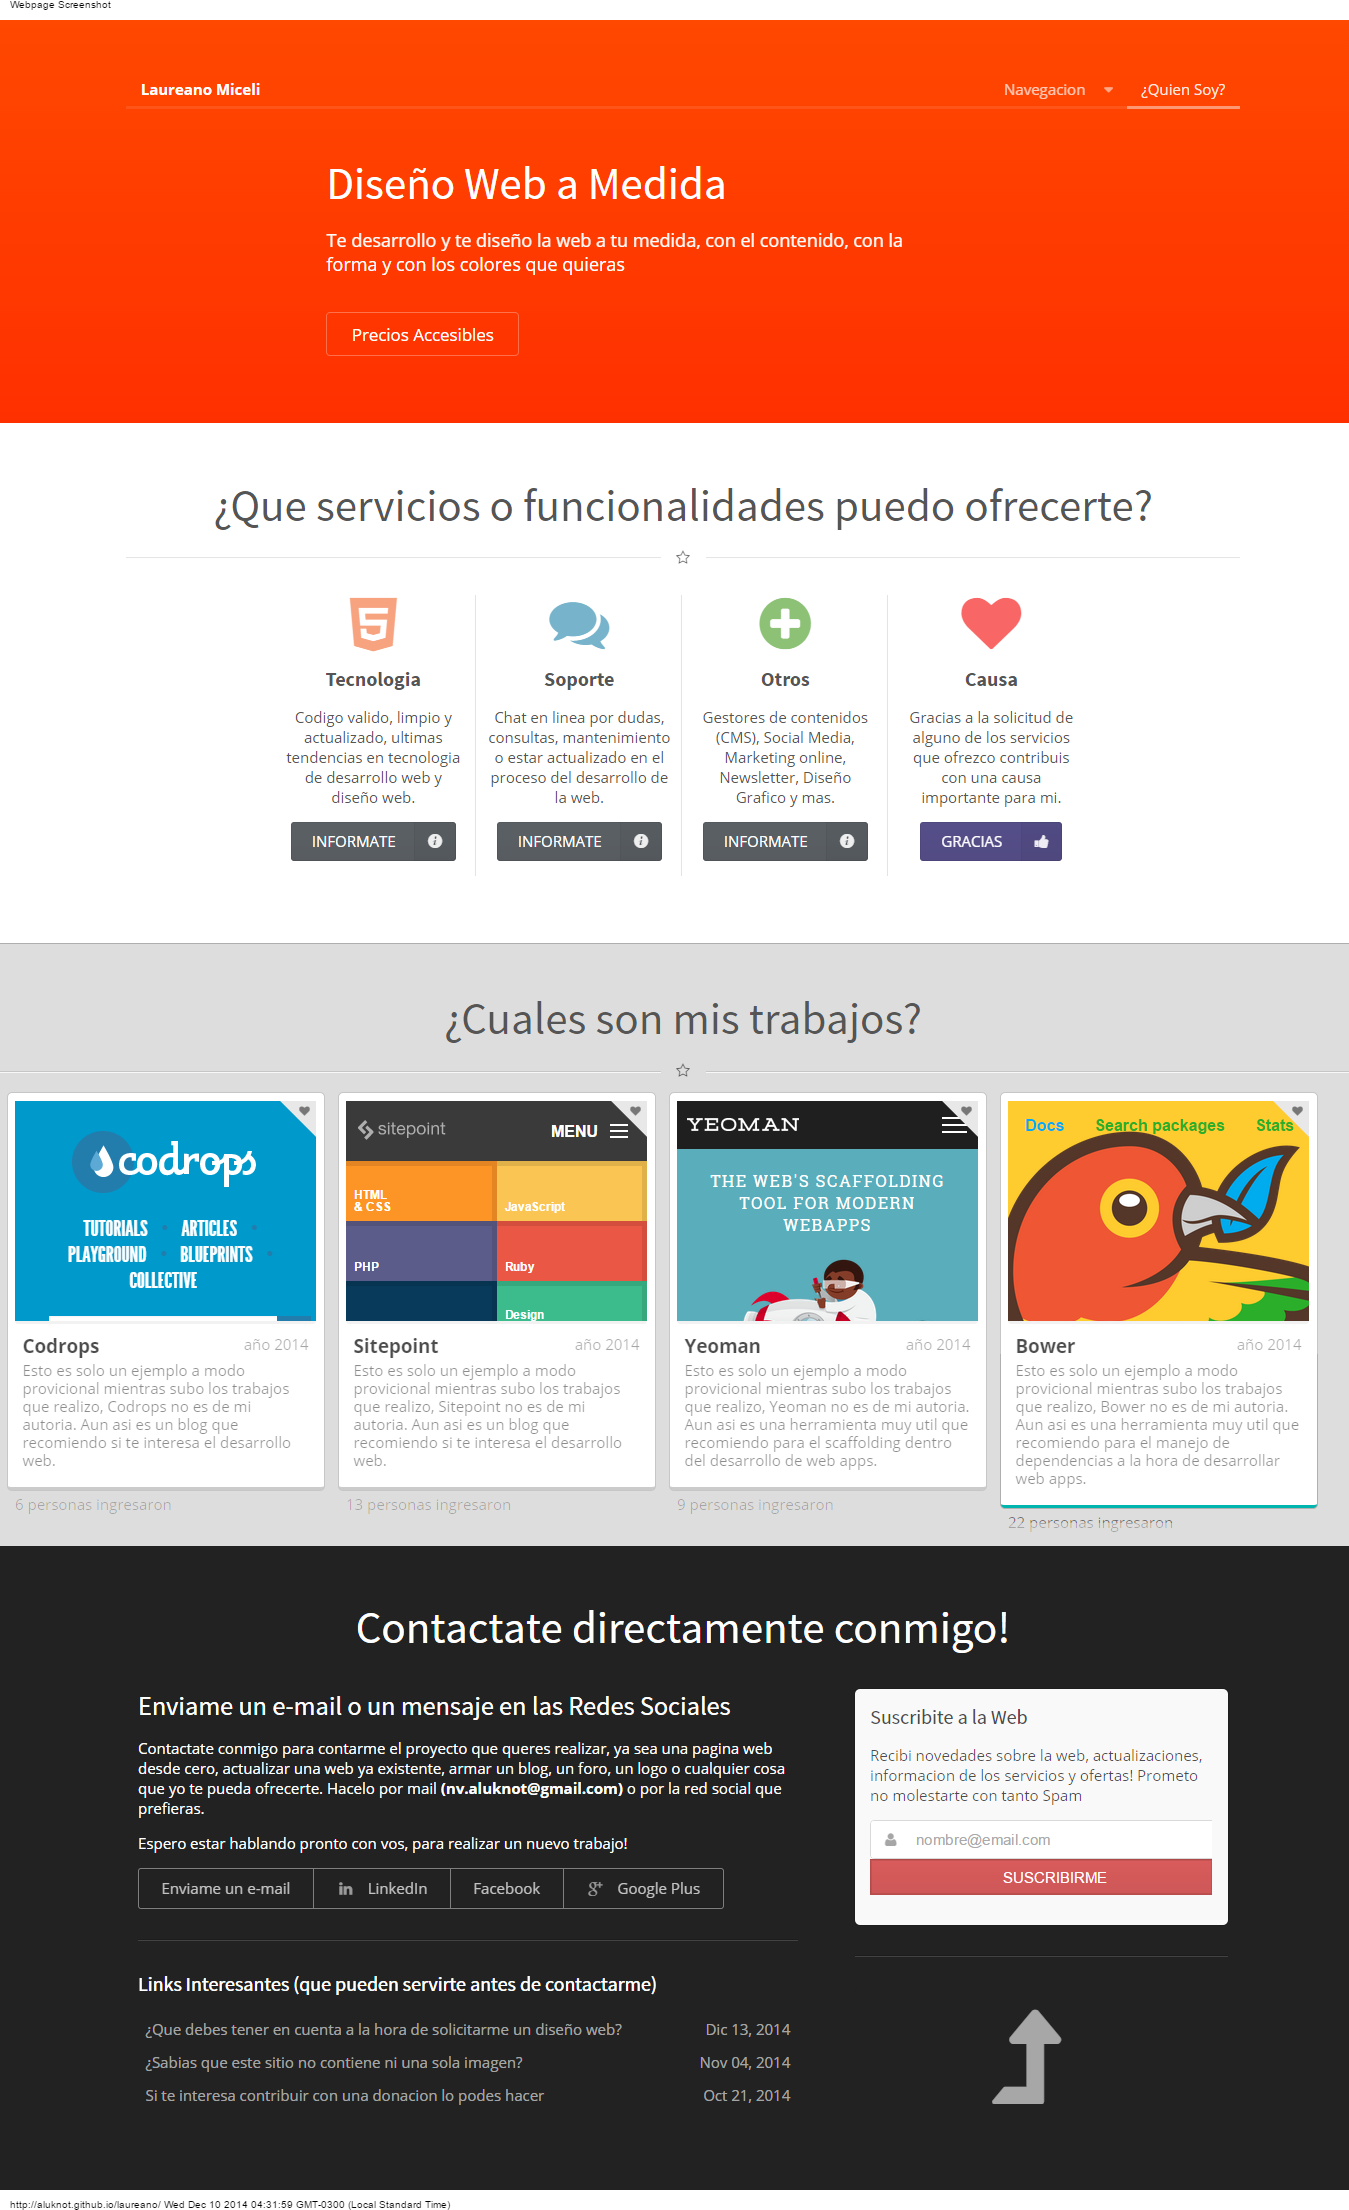 Webpage Screenshot
Laureano Miceli
Navegacion
¿Quien Soy?
Diseño Web a Medida
Te desarrollo y te diseño la web a tu medida, con el contenido, con la
forma y con los colores que quieras
Precios Accesibles
¿Que servicios o funcionalidades puedo ofrecerte?
Tecnologia
Codigo valido, limpio y
actualizado, ultimas
tendencias en tecnologia
de desarrollo web y
diseño web.
INFORMATE
Soporte
Chat en linea por dudas,
consultas, mantenimiento
o estar actualizado en el
proceso del desarrollo de
la web.
INFORMATE
Otros
Gestores de contenidos
(CMS), Social Media,
Marketing online,
Newsletter, Diseño
Grafico y mas.
INFORMATE
Causa
Gracias a la solicitud de
alguno de los servicios
que ofrezco contribuis
con una causa
importante para mi.
GRACIAS
¿Cuales son mis trabajos?
codrops
TUTORIALS • ARTICLES •
PLAYGROUND • BLUEPRINTS •
COLLECTIVE
Codrops
año 2014
Esto es solo un ejemplo a modo
provicional mientras subo los trabajos
que realizo, Codrops no es de mi
autoria. Aun asi es un blog que
recomiendo si te interesa el desarrollo
web.
6 personas ingresaron
sitepoint
MENU
HTML
& CSS
JavaScript
PHP
Ruby
Design
Sitepoint
año 2014
Esto es solo un ejemplo a modo
provicional mientras subo los trabajos
que realizo, Sitepoint no es de mi
autoria. Aun asi es un blog que
recomiendo si te interesa el desarrollo
web.
13 personas ingresaron
YEOMAN
THE WEB'S SCAFFOLDING
TOOL FOR MODERN
WEBAPPS
Yeoman
año 2014
Esto es solo un ejemplo a modo
provicional mientras subo los trabajos
que realizo, Yeoman no es de mi autoria.
Aun asi es una herramienta muy util que
recomiendo para el scaffolding dentro
del desarrollo de web apps.
9 personas ingresaron
Docs
Search packages
Stats
Bower
año 2014
Esto es solo un ejemplo a modo
provicional mientras subo los trabajos
que realizo, Bower no es de mi autoria.
Aun asi es una herramienta muy util que
recomiendo para el manejo de
dependencias a la hora de desarrollar
web apps.
22 personas ingresaron
Contactate directamente conmigo!
Enviame un e-mail o un mensaje en las Redes Sociales
Contactate conmigo para contarme el proyecto que queres realizar, ya sea una pagina web
desde cero, actualizar una web ya existente, armar un blog, un foro, un logo o cualquier cosa
que yo te pueda ofrecerte. Hacelo por mail (nv.aluknot@gmail.com) o por la red social que
prefieras.
Espero estar hablando pronto con vos, para realizar un nuevo trabajo!
Enviame un e-mail
in LinkedIn
Facebook
g+ Google Plus
Suscribite a la Web
Recibi novedades sobre la web, actualizaciones,
informacion de los servicios y ofertas! Prometo
no molestarte con tanto Spam
nombre@email.com
SUSCRIBIRME
Links Interesantes (que pueden servirte antes de contactarme)
¿Que debes tener en cuenta a la hora de solicitarme un diseño web? Dic 13, 2014
¿Sabias que este sitio no contiene ni una sola imagen? Nov 04, 2014
Si te interesa contribuir con una donacion lo podes hacer Oct 21, 2014
http://aluknot.github.io/laureano/ Wed Dec 10 2014 04:31:59 GMT-0300 (Local Standard Time)